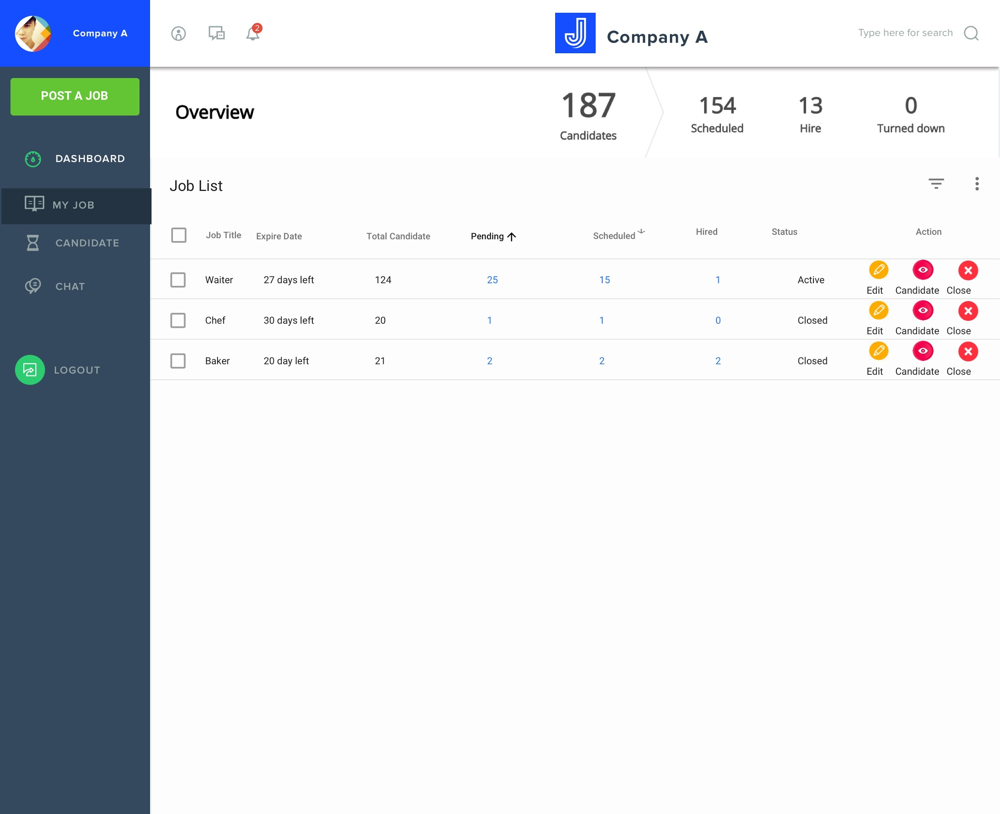 Company A
2
Company A
Type here for search
POST A JOB
Overview
187
Candidates
154
Scheduled
13
Hire
0
Turned down
DASHBOARD
MY JOB
CANDIDATE
CHAT
LOGOUT
Job List
Job Title Expire Date Total Candidate Pending Scheduled Hired Status Action
Waiter 27 days left 124 25 15 1 Active
Edit Candidate Close
Chef 30 days left 20 1 1 0 Closed
Edit Candidate Close
Baker 20 day left 21 2 2 2 Closed
Edit Candidate Close